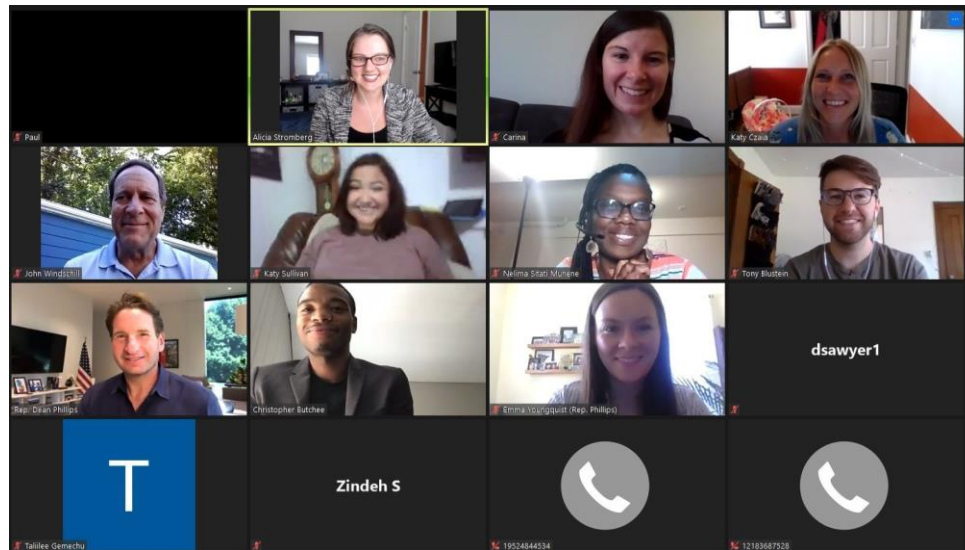 Paul
Alicia Stromberg
Carina
Katy Czaia
John Windschill
Katy Sullivan
Nelima Sitati Munene
Tony Blustein
Rep. Dean Phillips
Christopher Butchee
Emma Youngquist (Rep. Phillips)
dsawyer1
T
Taliilee Gemechu
Zindeh S
19524844534
12183687528